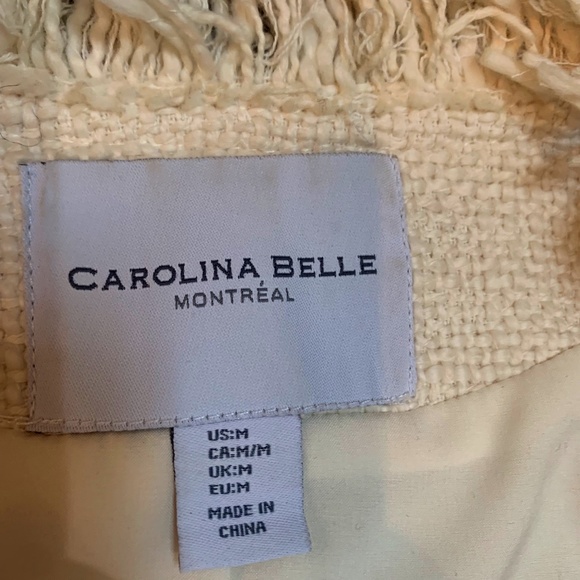 CAROLINA BELLE
MONTRÉAL
US:M
CA:M/M
UK:M
EU:M
MADE IN
CHINA